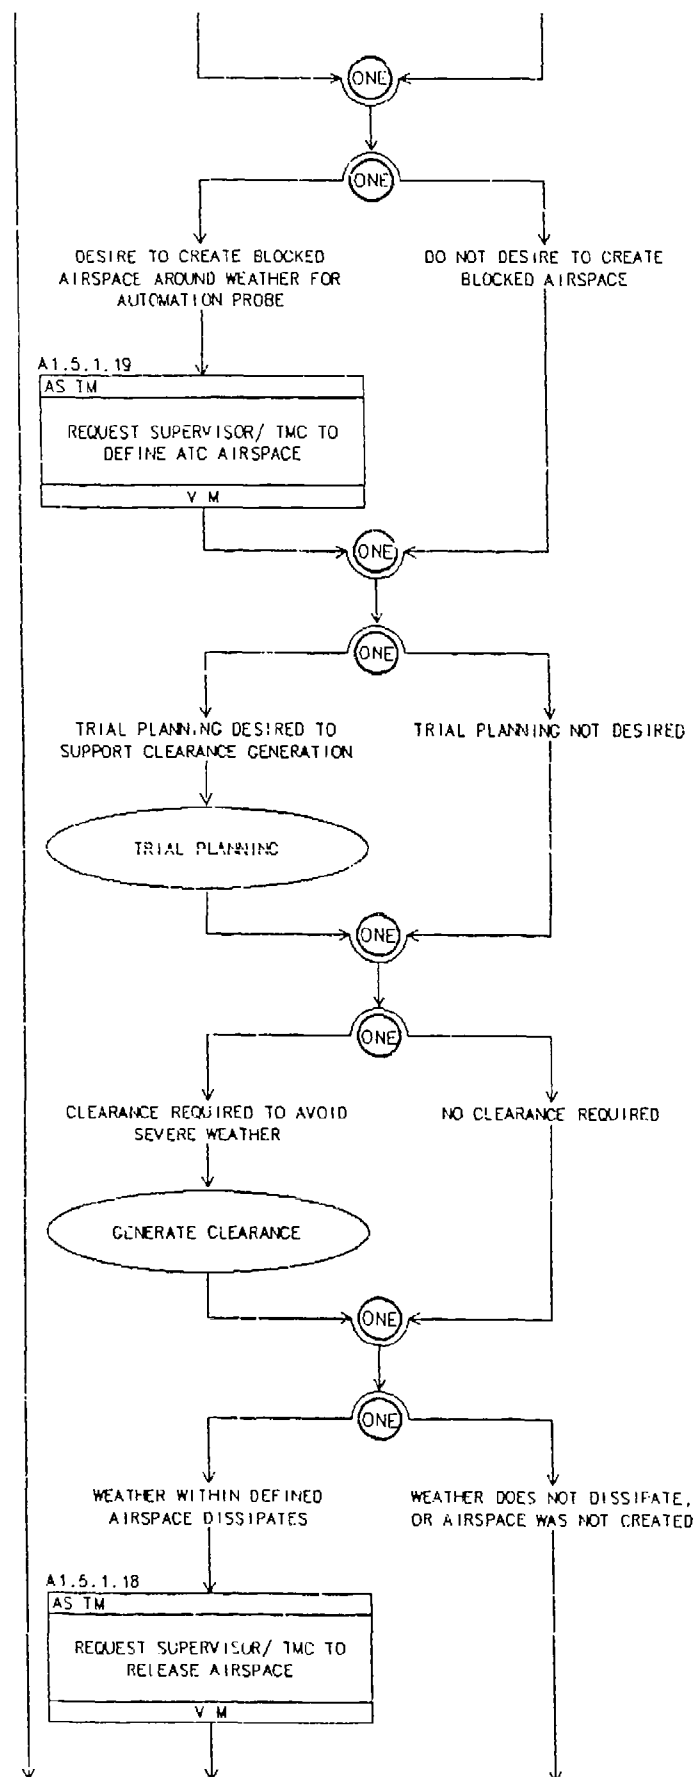 ONE
ONE
DESIRE TO CREATE BLOCKED
AIRSPACE AROUND WEATHER FOR
AUTOMATION PROBE
DO NOT DESIRE TO CREATE
BLOCKED AIRSPACE
A1.5.1.19
AS TM
REQUEST SUPERVISOR/ TMC TO
DEFINE ATC AIRSPACE
V M
ONE
ONE
TRIAL PLANNING DESIRED TO
SUPPORT CLEARANCE GENERATION
TRIAL PLANNING NOT DESIRED
TRIAL PLANNING
ONE
ONE
CLEARANCE REQUIRED TO AVOID
SEVERE WEATHER
NO CLEARANCE REQUIRED
GENERATE CLEARANCE
ONE
ONE
WEATHER WITHIN DEFINED
AIRSPACE DISSIPATES
WEATHER DOES NOT DISSIPATE,
OR AIRSPACE WAS NOT CREATED
A1.5.1.18
AS TM
REQUEST SUPERVISOR/ TMC TO
RELEASE AIRSPACE
V M